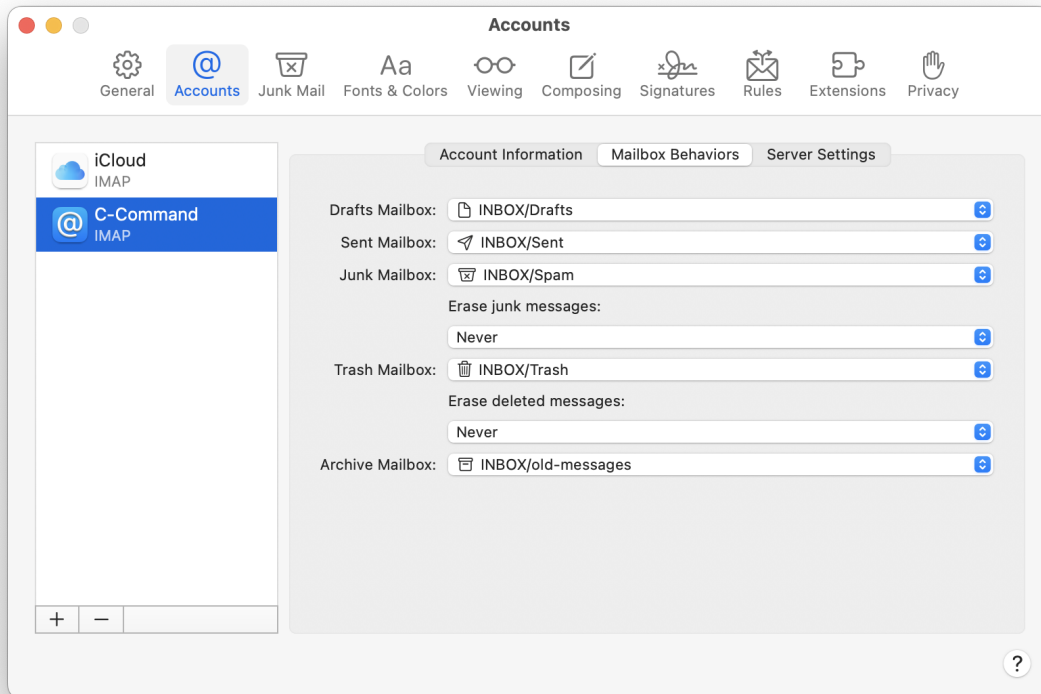 Accounts
General Accounts Junk Mail Fonts & Colors Viewing Composing Signatures Rules Extensions Privacy
iCloud
IMAP
C-Command
IMAP
Account Information Mailbox Behaviors Server Settings
Drafts Mailbox: INBOX/Drafts
Sent Mailbox: INBOX/Sent
Junk Mailbox: INBOX/Spam
Erase junk messages:
Never
Trash Mailbox: INBOX/Trash
Erase deleted messages:
Never
Archive Mailbox: INBOX/old-messages
+ −
?